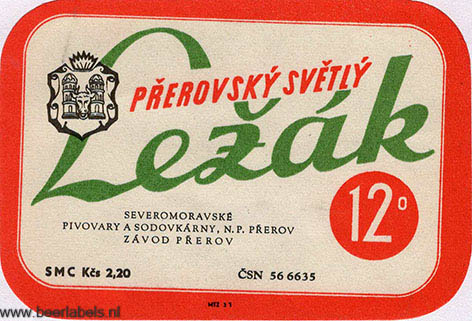 PŘEROVSKÝ SVĚTLÝ
Ležák
12°
SEVEROMORAVSKÉ
PIVOVARY A SODOVKÁRNY, N. P. PŘEROV
ZÁVOD PŘEROV
SMC Kčs 2,20
ČSN 56 6635
www.beerlabels.nl